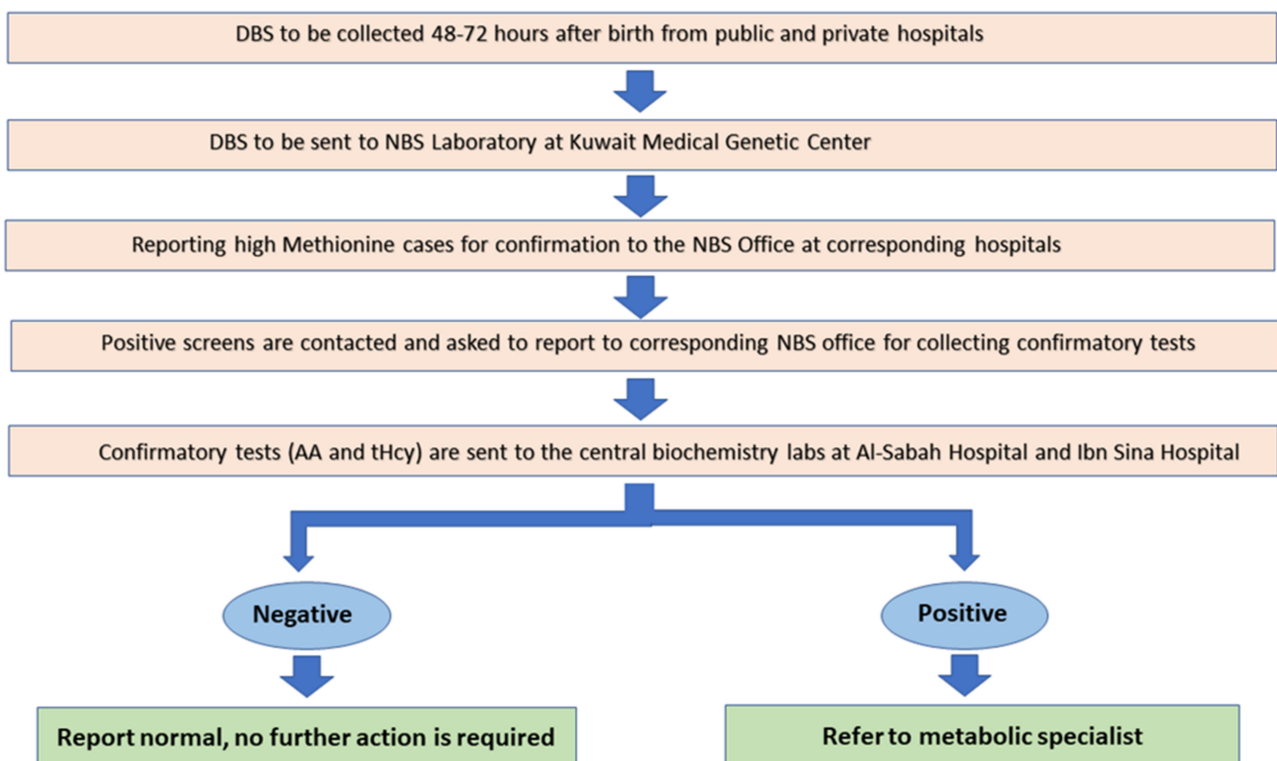 DBS to be collected 48-72 hours after birth from public and private hospitals
DBS to be sent to NBS Laboratory at Kuwait Medical Genetic Center
Reporting high Methionine cases for confirmation to the NBS Office at corresponding hospitals
Positive screens are contacted and asked to report to corresponding NBS office for collecting confirmatory tests
Confirmatory tests (AA and tHcy) are sent to the central biochemistry labs at Al-Sabah Hospital and Ibn Sina Hospital
Negative
Positive
Report normal, no further action is required
Refer to metabolic specialist